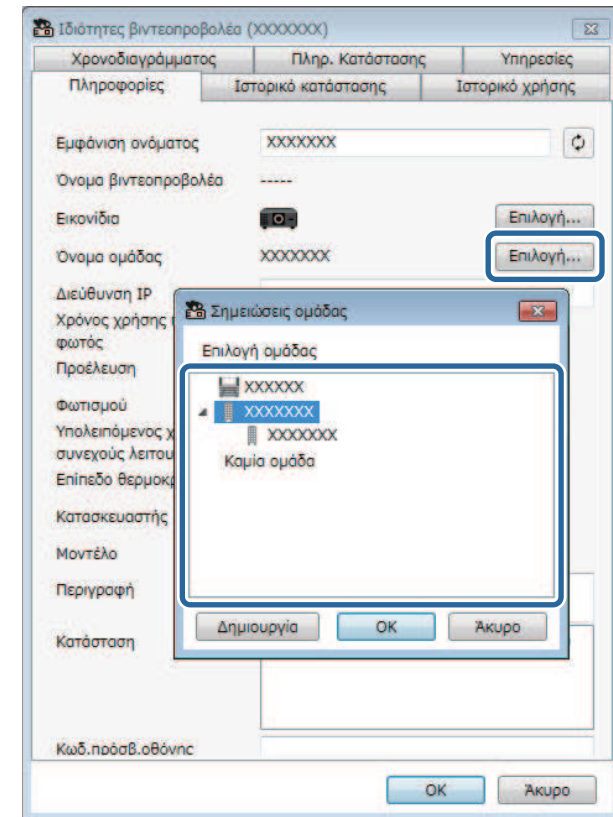 Ιδιότητες βιντεοπροβολέα (XXXXXXX)
Χρονοδιαγράμματος Πληρ. Κατάστασης Υπηρεσίες
Πληροφορίες Ιστορικό κατάστασης Ιστορικό χρήσης
Εμφάνιση ονόματος XXXXXXX
Όνομα βιντεοπροβολέα -----
Εικονίδια Επιλογή...
Όνομα ομάδας XXXXXXX Επιλογή...
Διεύθυνση IP
Χρόνος χρήσης
φωτός
Προέλευση
Φωτισμού
Υπολειπόμενος χ
συνεχούς λειτου
Επίπεδο θερμοκρ
Κατασκευαστής
Μοντέλο
Περιγραφή
Κατάσταση
Κωδ.πρόσβ.οθόνης
Σημειώσεις ομάδας
Επιλογή ομάδας
XXXXXX
XXXXXXX
XXXXXXX
Καμία ομάδα
Δημιουργία OK Άκυρο
OK Άκυρο